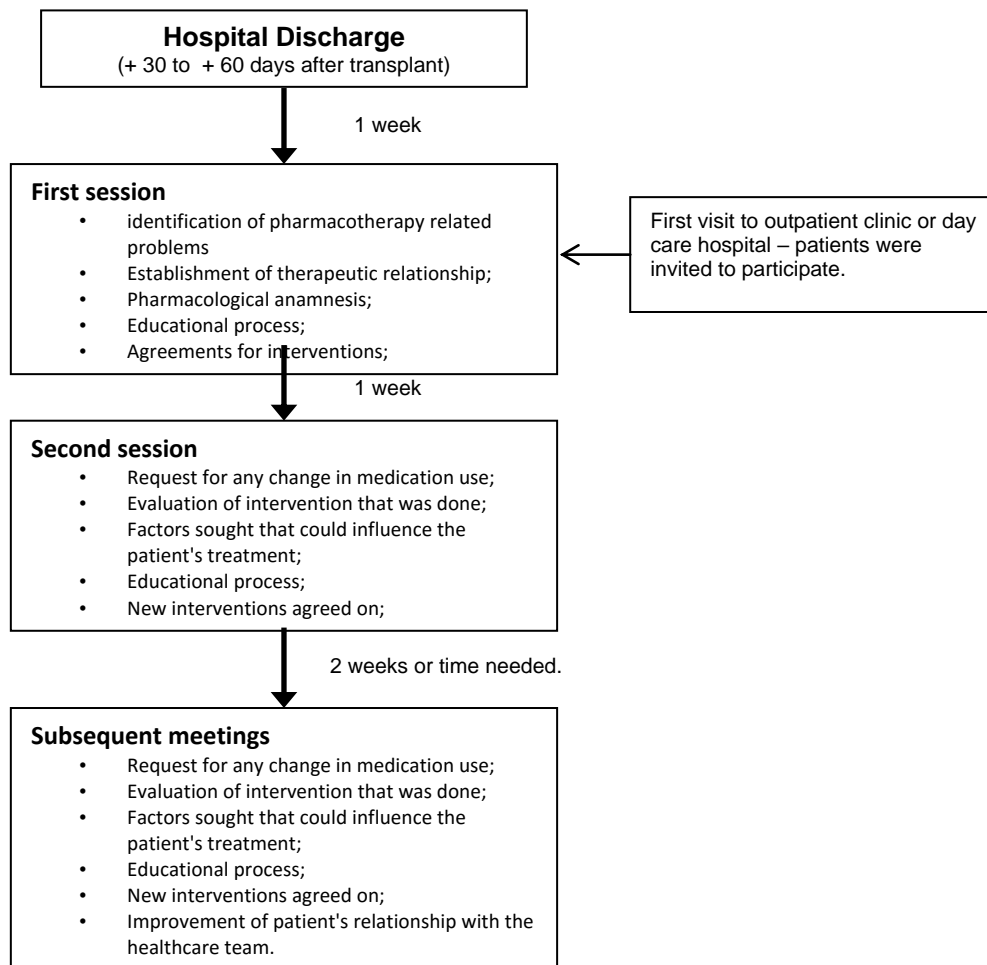 Hospital Discharge
(+ 30 to + 60 days after transplant)
1 week
First session
• identification of pharmacotherapy related
problems
• Establishment of therapeutic relationship;
• Pharmacological anamnesis;
• Educational process;
• Agreements for interventions;
First visit to outpatient clinic or day
care hospital – patients were
invited to participate.
1 week
Second session
• Request for any change in medication use;
• Evaluation of intervention that was done;
• Factors sought that could influence the
patient's treatment;
• Educational process;
• New interventions agreed on;
2 weeks or time needed.
Subsequent meetings
• Request for any change in medication use;
• Evaluation of intervention that was done;
• Factors sought that could influence the
patient's treatment;
• Educational process;
• New interventions agreed on;
• Improvement of patient's relationship with the
healthcare team.